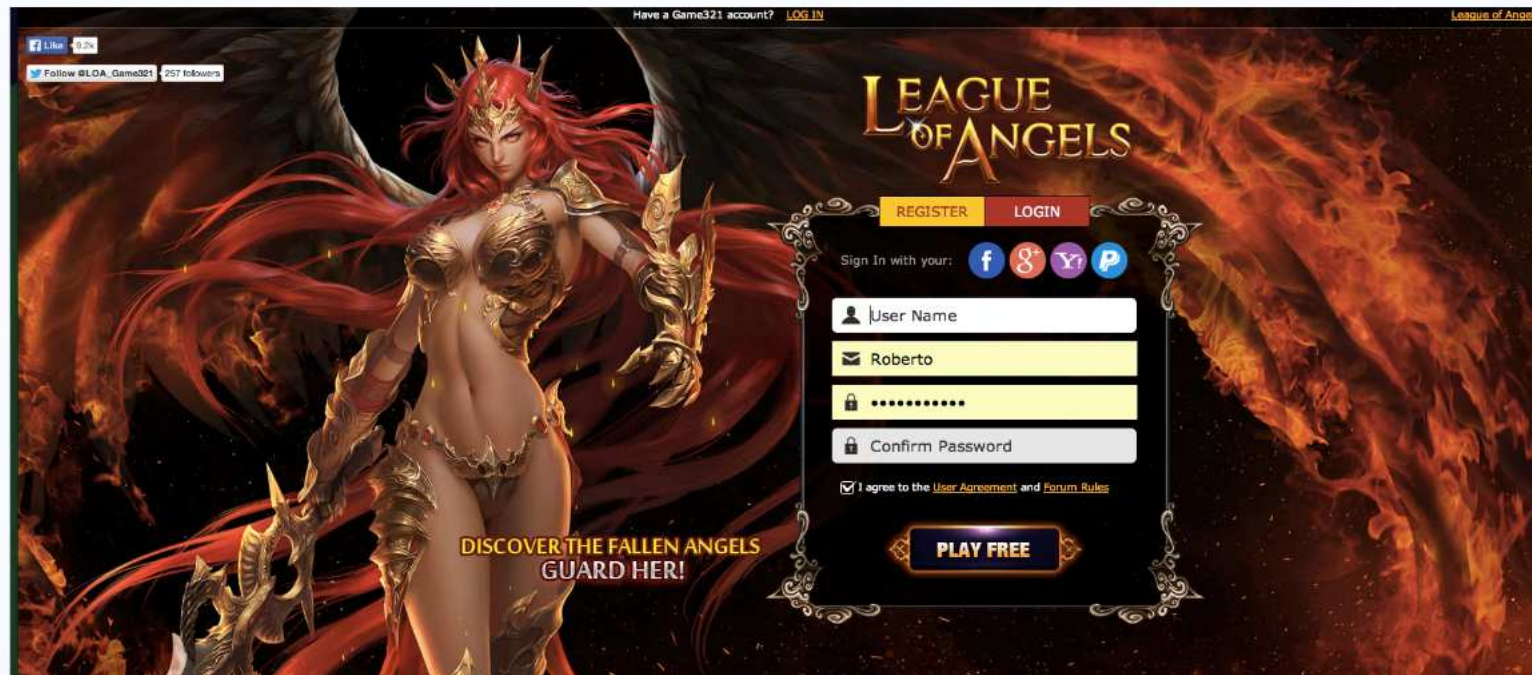 Have a Game321 account? LOG IN
League of Ange
Like 9.2k
Follow @LOA_Game321 257 followers
LEAGUE
OF ANGELS
REGISTER LOGIN
Sign In with your: f g+ Y! P
User Name
Roberto
•••••••••••
Confirm Password
I agree to the User Agreement and Forum Rules
PLAY FREE
DISCOVER THE FALLEN ANGELS
GUARD HER!